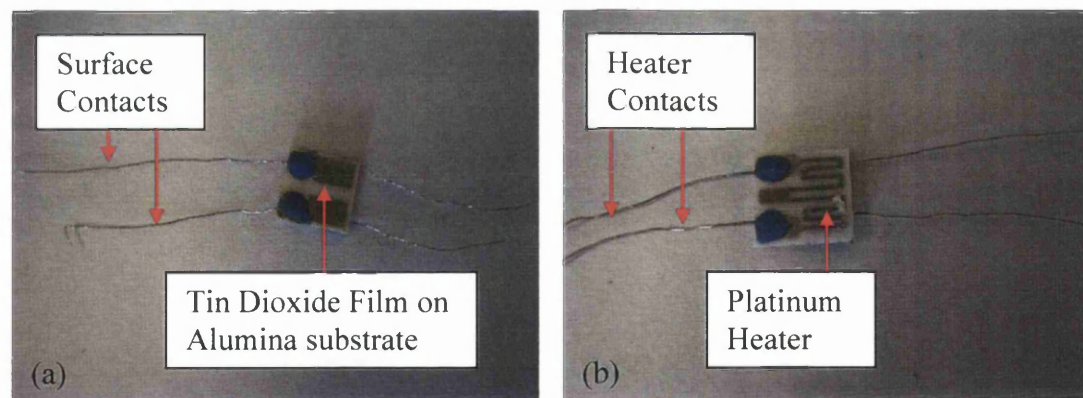 Surface
Contacts
Tin Dioxide Film on
Alumina substrate
(a)
Heater
Contacts
Platinum
Heater
(b)